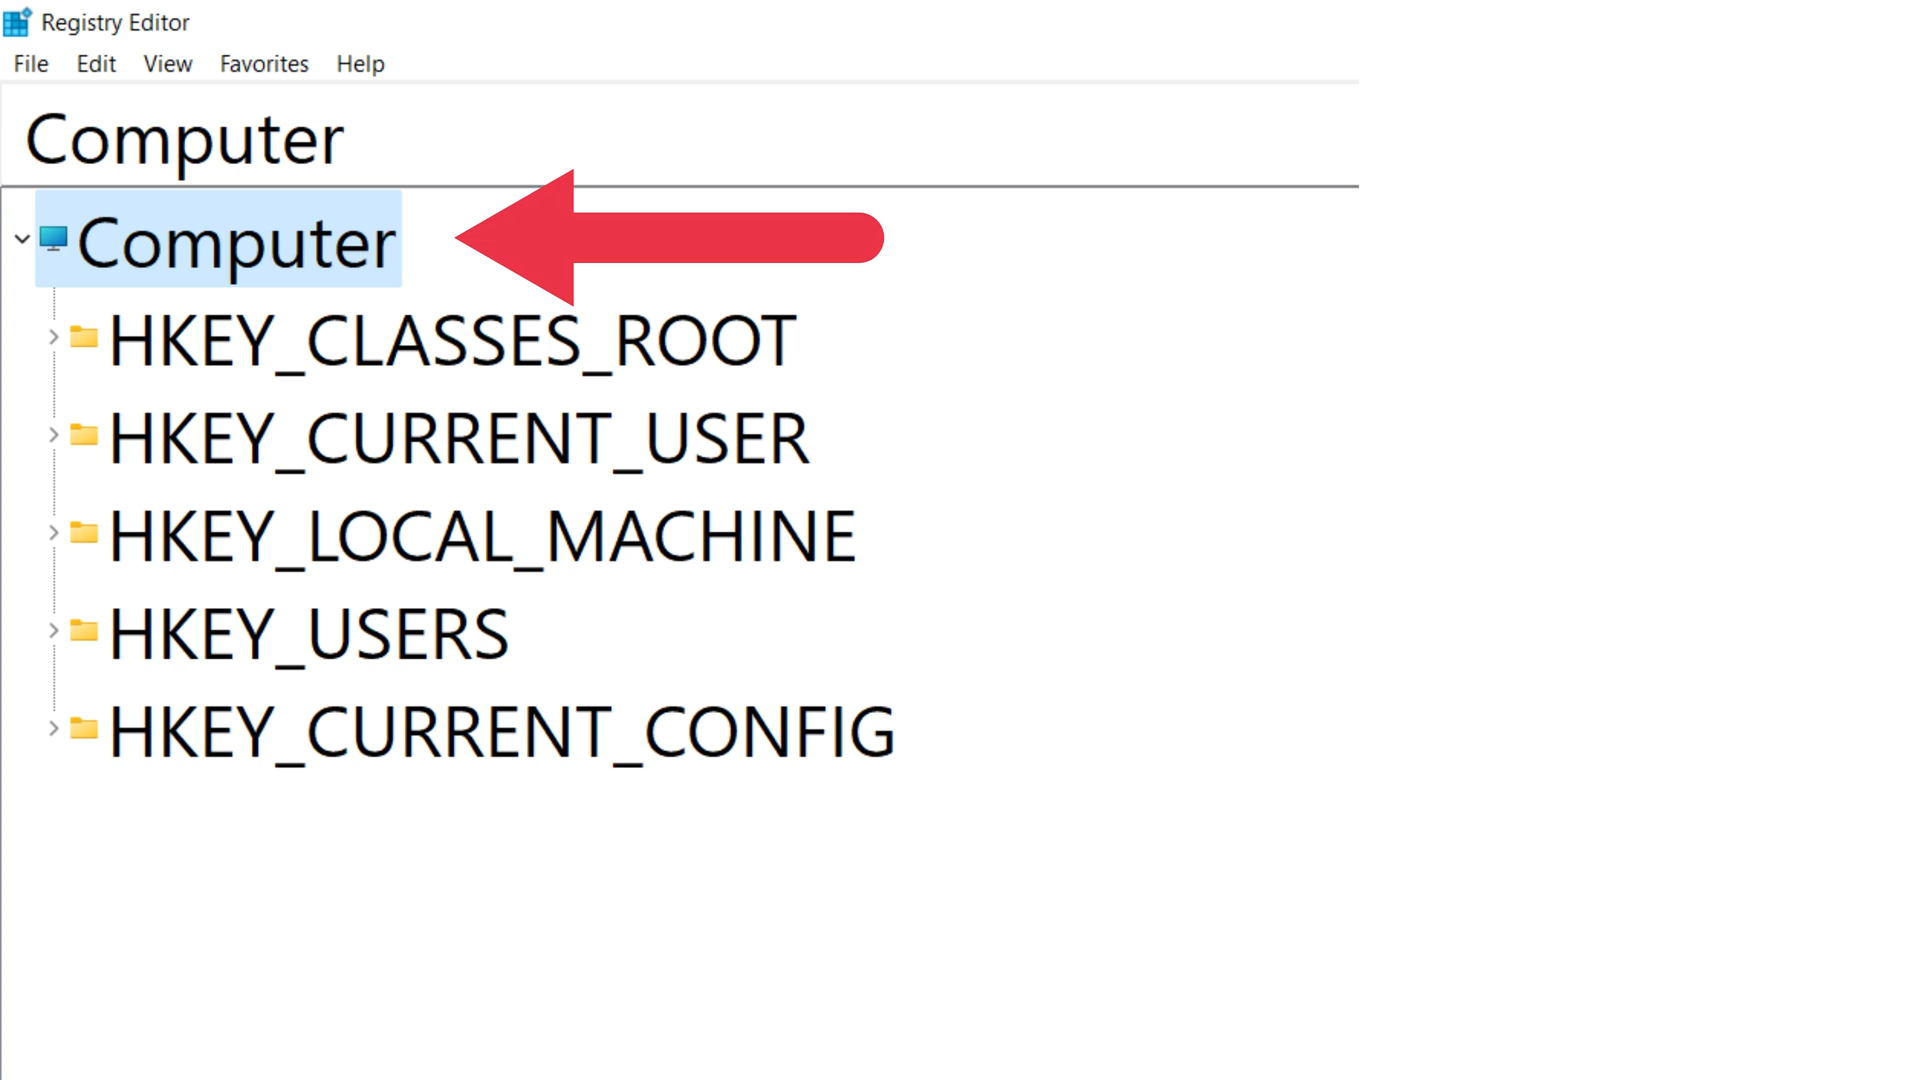 Registry Editor
File Edit View Favorites Help
Computer
Computer
HKEY_CLASSES_ROOT
HKEY_CURRENT_USER
HKEY_LOCAL_MACHINE
HKEY_USERS
HKEY_CURRENT_CONFIG